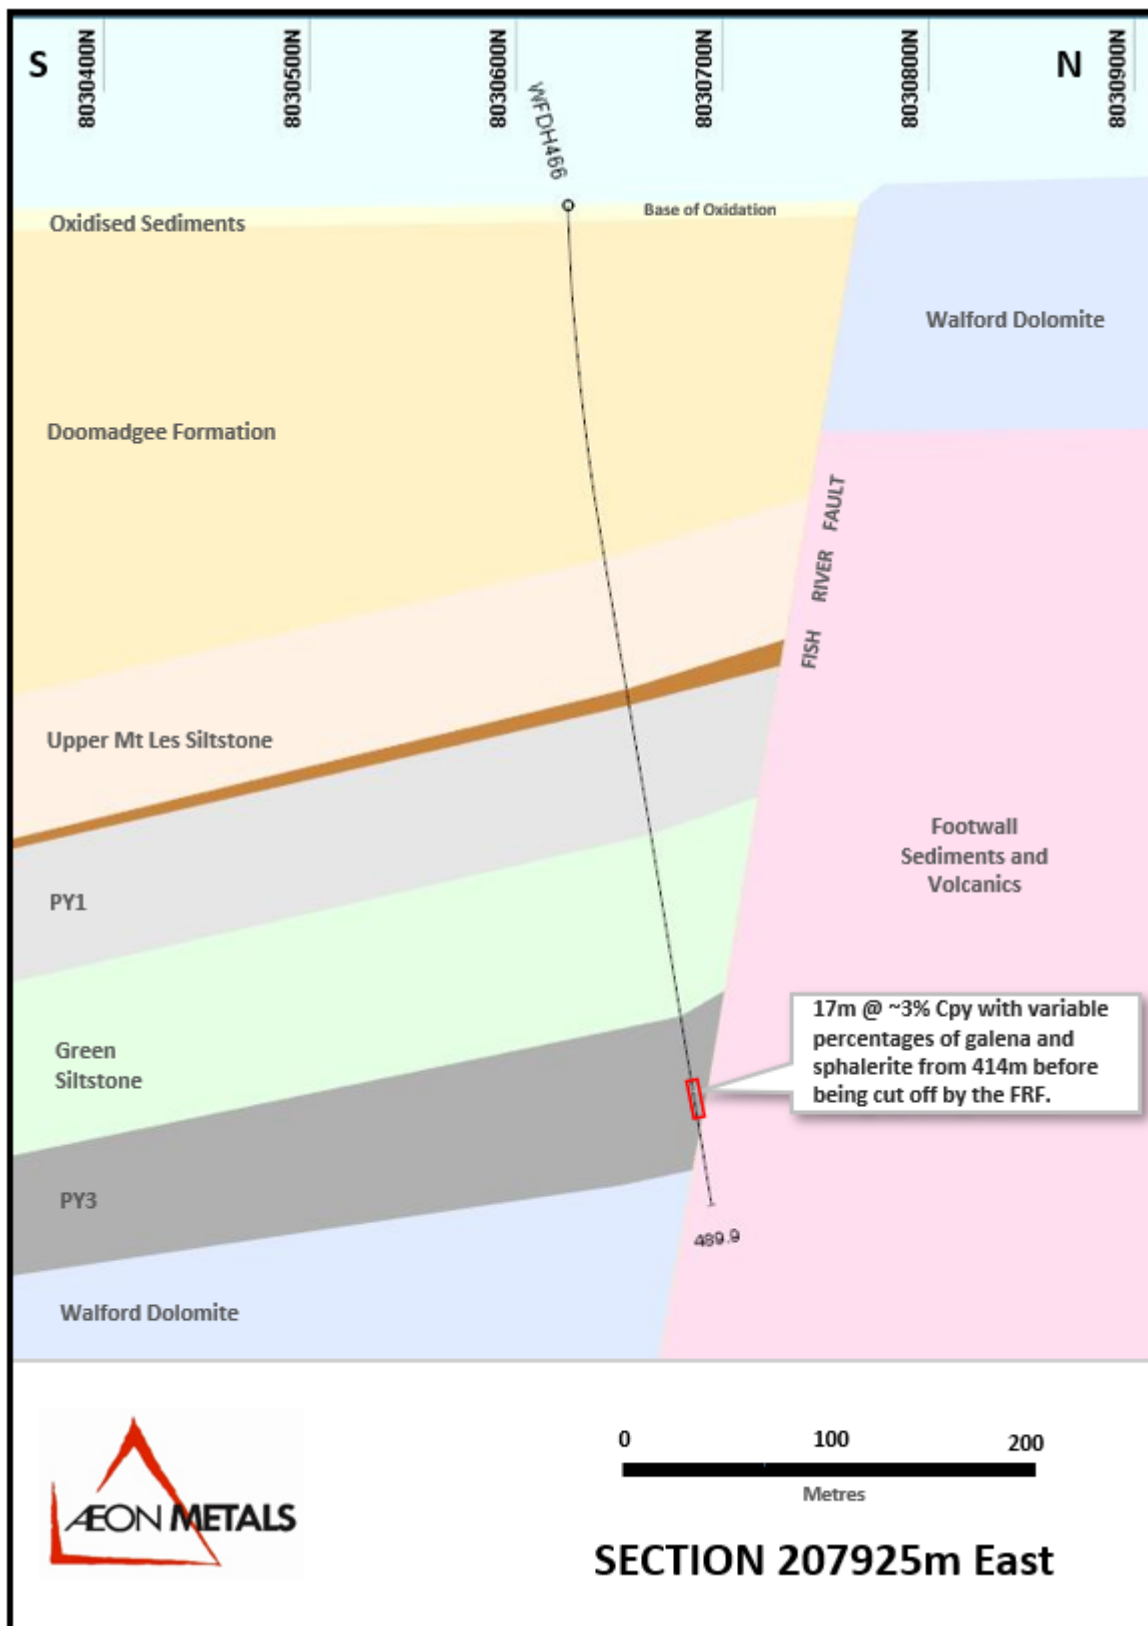 S
8030400N
8030500N
8030600N
8030700N
8030800N
8030900N
N
WFDH466
Oxidised Sediments
Base of Oxidation
Walford Dolomite
Doomadgee Formation
FISH RIVER FAULT
Upper Mt Les Siltstone
Footwall
Sediments and
Volcanics
PY1
17m @ ~3% Cpy with variable
percentages of galena and
sphalerite from 414m before
being cut off by the FRF.
Green
Siltstone
PY3
489.9
Walford Dolomite
0 100 200
Metres
ÆON METALS
SECTION 207925m East